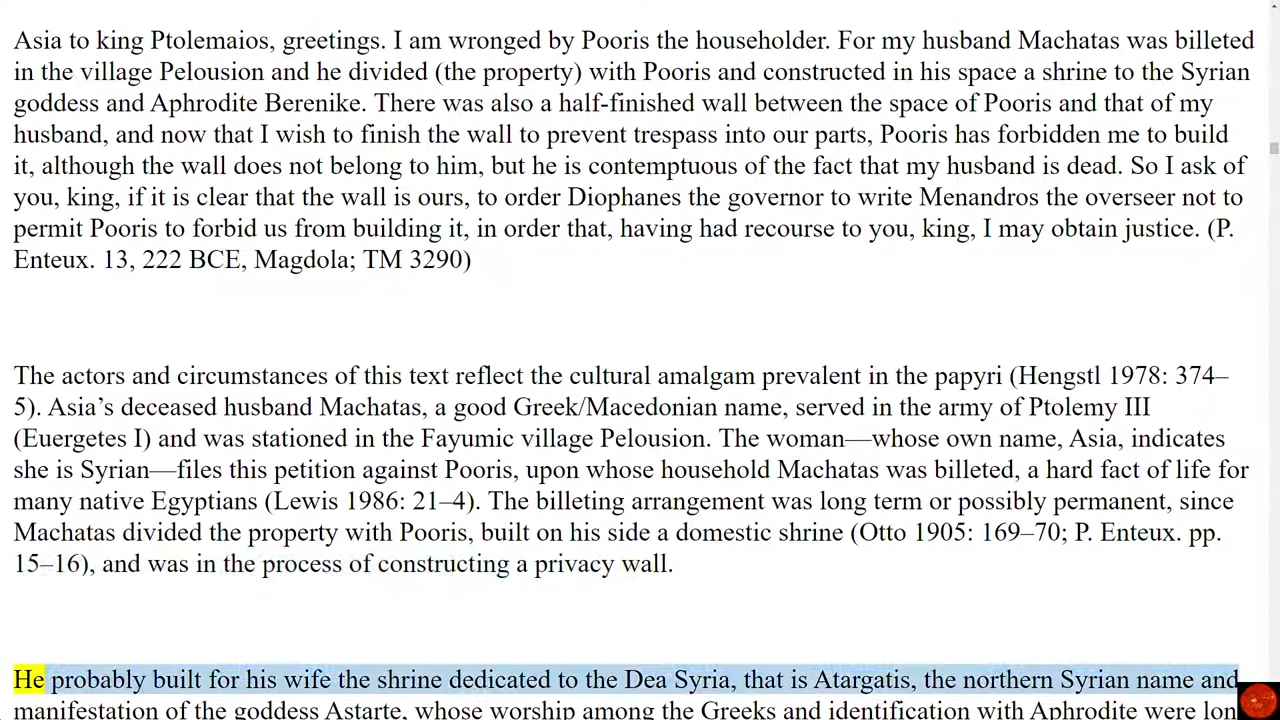 Asia to king Ptolemaios, greetings. I am wronged by Pooris the householder. For my husband Machatas was billeted
in the village Pelousion and he divided (the property) with Pooris and constructed in his space a shrine to the Syrian
goddess and Aphrodite Berenike. There was also a half-finished wall between the space of Pooris and that of my
husband, and now that I wish to finish the wall to prevent trespass into our parts, Pooris has forbidden me to build
it, although the wall does not belong to him, but he is contemptuous of the fact that my husband is dead. So I ask of
you, king, if it is clear that the wall is ours, to order Diophanes the governor to write Menandros the overseer not to
permit Pooris to forbid us from building it, in order that, having had recourse to you, king, I may obtain justice. (P.
Enteux. 13, 222 BCE, Magdola; TM 3290)
The actors and circumstances of this text reflect the cultural amalgam prevalent in the papyri (Hengstl 1978: 374–
5). Asia’s deceased husband Machatas, a good Greek/Macedonian name, served in the army of Ptolemy III
(Euergetes I) and was stationed in the Fayumic village Pelousion. The woman—whose own name, Asia, indicates
she is Syrian—files this petition against Pooris, upon whose household Machatas was billeted, a hard fact of life for
many native Egyptians (Lewis 1986: 21–4). The billeting arrangement was long term or possibly permanent, since
Machatas divided the property with Pooris, built on his side a domestic shrine (Otto 1905: 169–70; P. Enteux. pp.
15–16), and was in the process of constructing a privacy wall.
He probably built for his wife the shrine dedicated to the Dea Syria, that is Atargatis, the northern Syrian name and
manifestation of the goddess Astarte, whose worship among the Greeks and identification with Aphrodite were lon